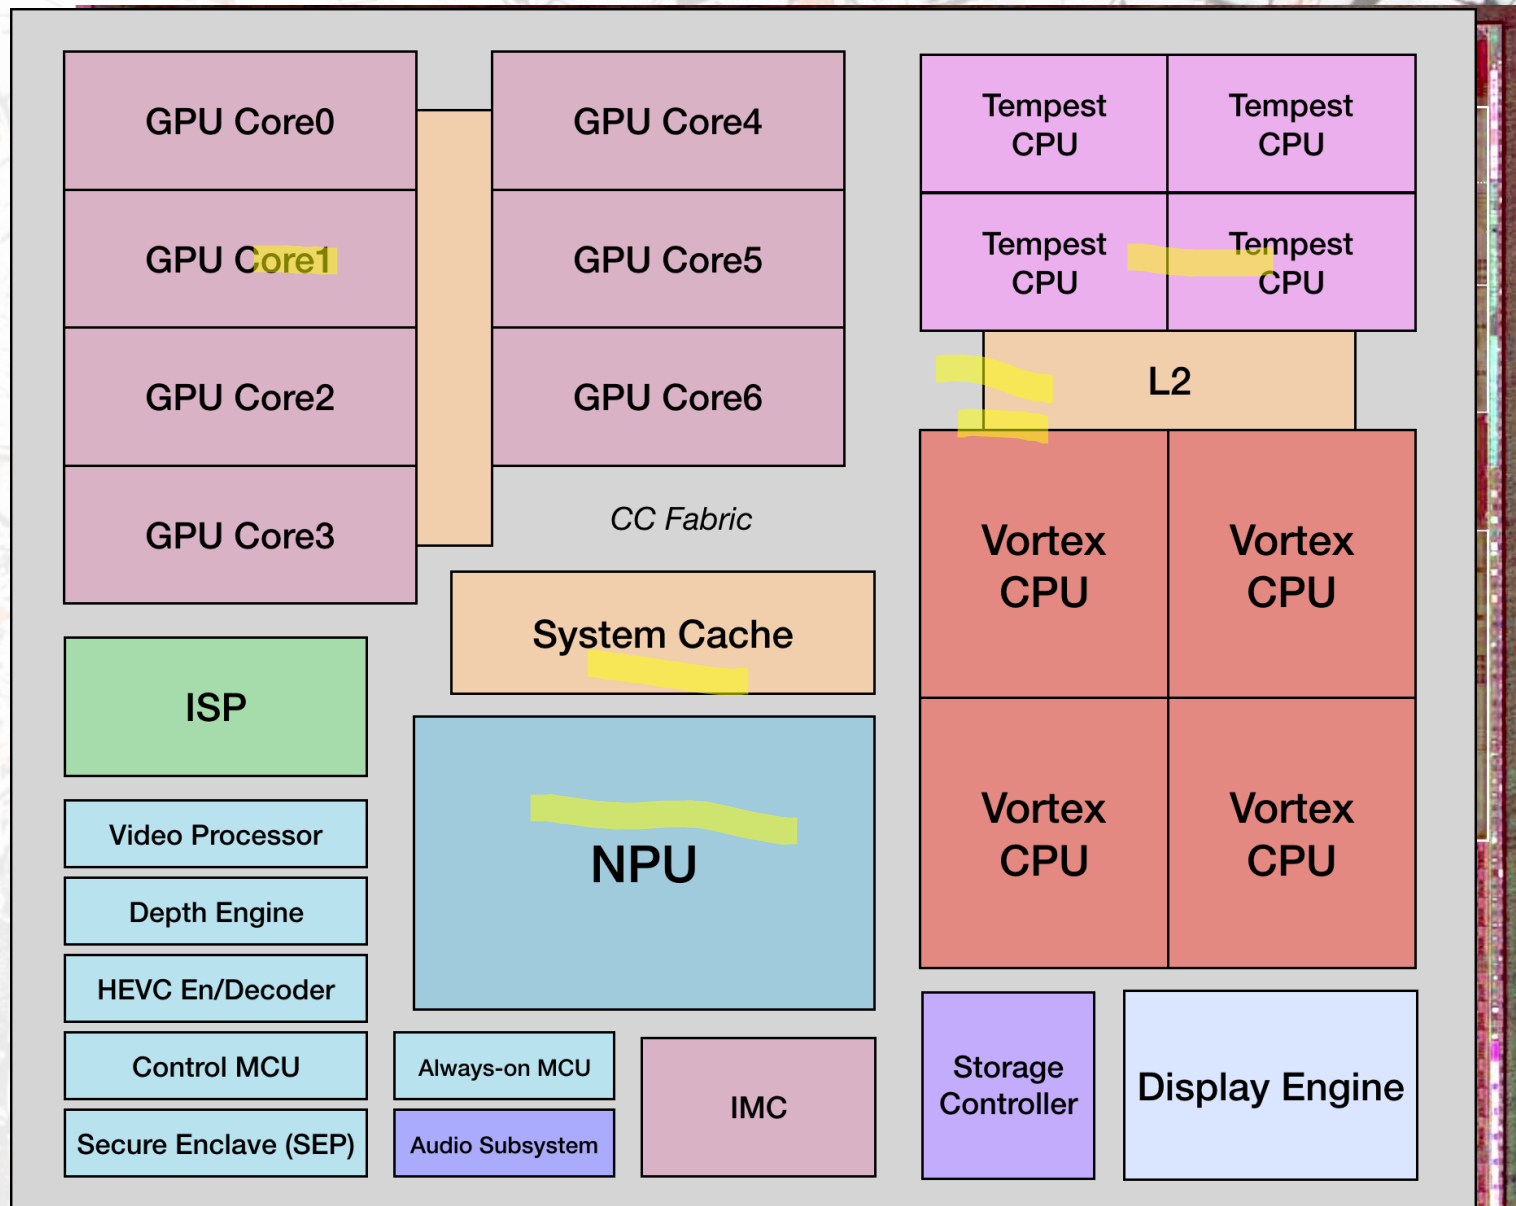 GPU Core0
GPU Core1
GPU Core2
GPU Core3
GPU Core4
GPU Core5
GPU Core6
Tempest
CPU
Tempest
CPU
Tempest
CPU
Tempest
CPU
L2
Vortex
CPU
Vortex
CPU
Vortex
CPU
Vortex
CPU
CC Fabric
System Cache
NPU
ISP
Video Processor
Depth Engine
HEVC En/Decoder
Control MCU
Secure Enclave (SEP)
Always-on MCU
Audio Subsystem
IMC
Storage
Controller
Display Engine